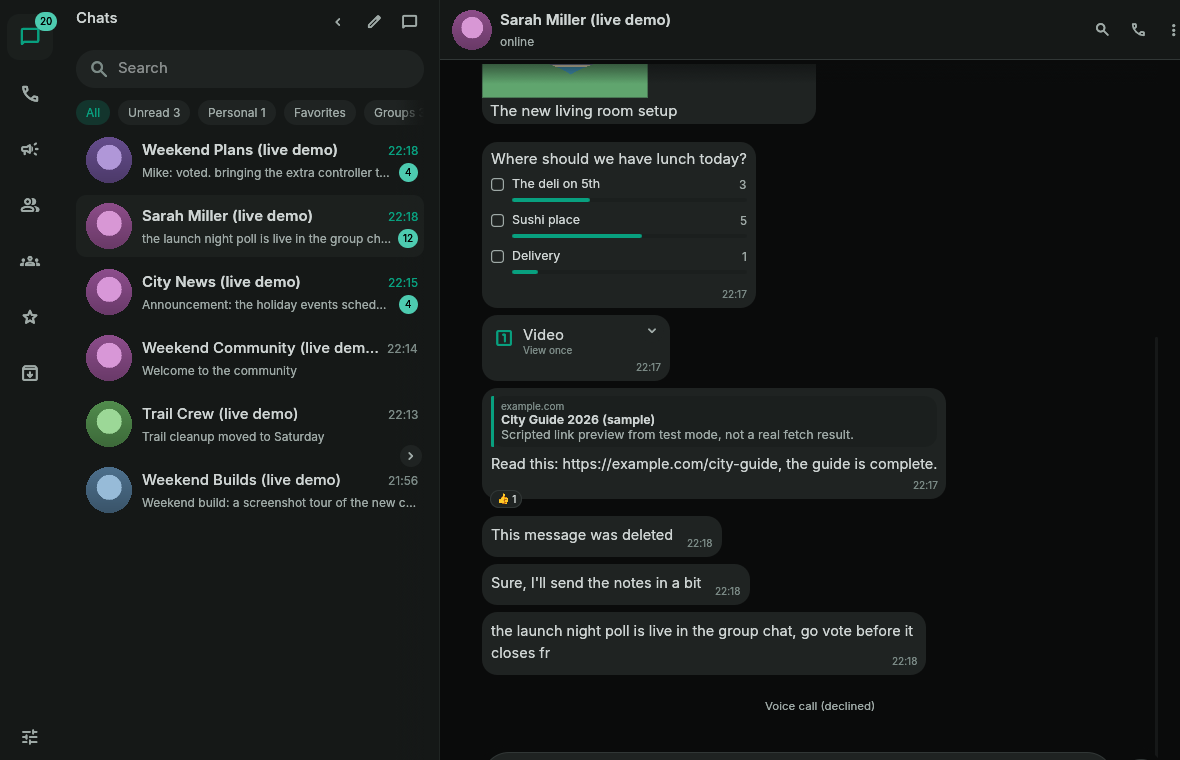 20
Chats
Search
All
Unread 3
Personal 1
Favorites
Groups
Weekend Plans (live demo)
22:18
Mike: voted. bringing the extra controller t...
4
Sarah Miller (live demo)
22:18
the launch night poll is live in the group ch...
12
City News (live demo)
22:15
Announcement: the holiday events sched...
4
Weekend Community (live dem...
22:14
Welcome to the community
Trail Crew (live demo)
22:13
Trail cleanup moved to Saturday
Weekend Builds (live demo)
21:56
Weekend build: a screenshot tour of the new c...
Sarah Miller (live demo)
online
The new living room setup
Where should we have lunch today?
The deli on 5th
3
Sushi place
5
Delivery
1
22:17
1
Video
View once
22:17
example.com
City Guide 2026 (sample)
Scripted link preview from test mode, not a real fetch result.
Read this: https://example.com/city-guide, the guide is complete.
22:17
👍 1
This message was deleted
22:18
Sure, I'll send the notes in a bit
22:18
the launch night poll is live in the group chat, go vote before it
closes fr
22:18
Voice call (declined)